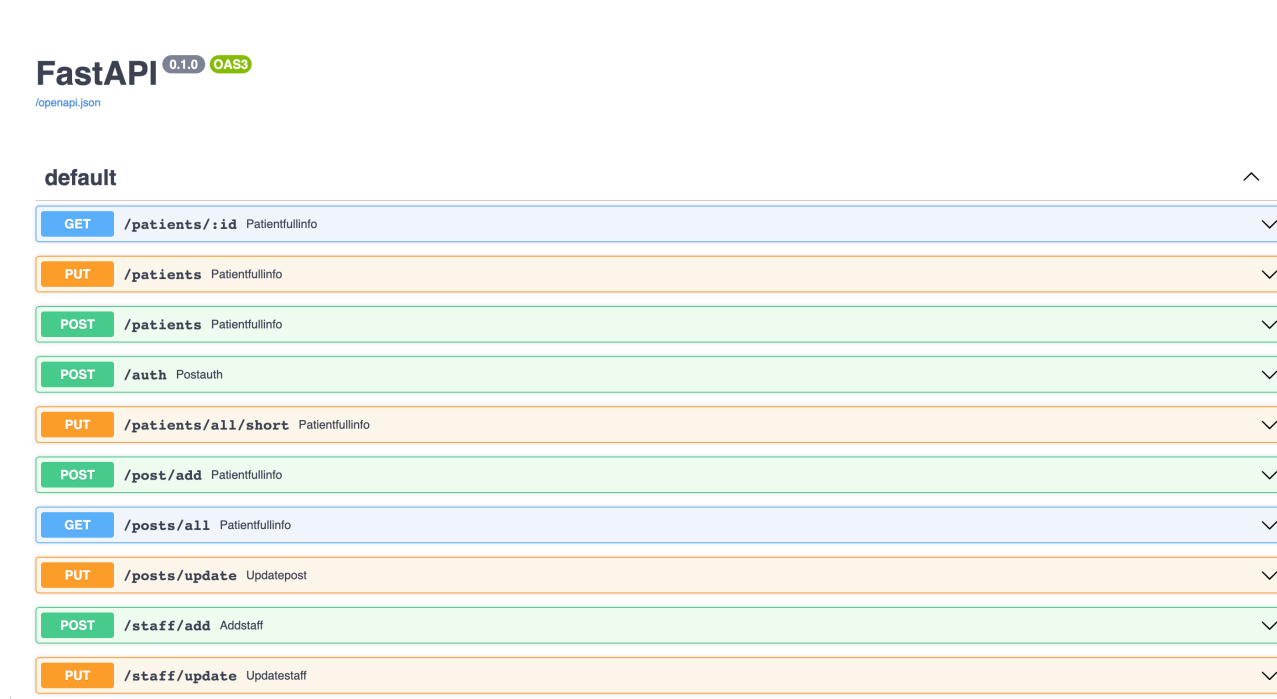 FastAPI 0.1.0 OAS3
/openapi.json
default
GET /patients/:id Patientfullinfo
PUT /patients Patientfullinfo
POST /patients Patientfullinfo
POST /auth Postauth
PUT /patients/all/short Patientfullinfo
POST /post/add Patientfullinfo
GET /posts/all Patientfullinfo
PUT /posts/update Updatepost
POST /staff/add Addstaff
PUT /staff/update Updatestaff